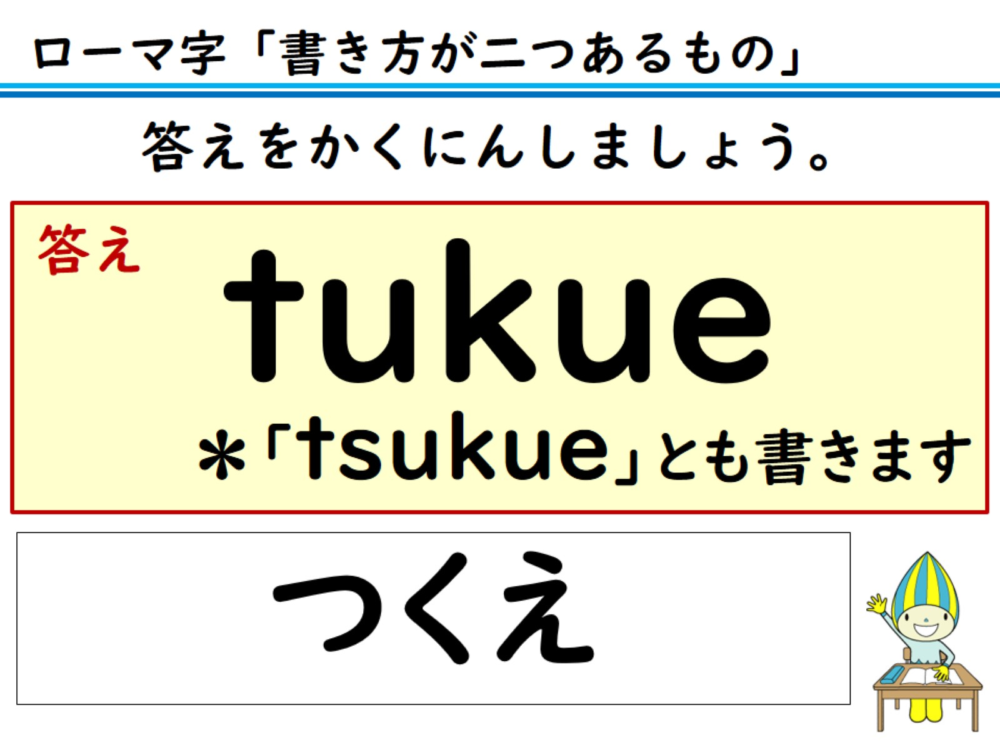 ローマ字「書き方が二つあるもの」
答えをかくにんしましょう。
答え
tukue
＊「tsukue」とも書きます
つくえ